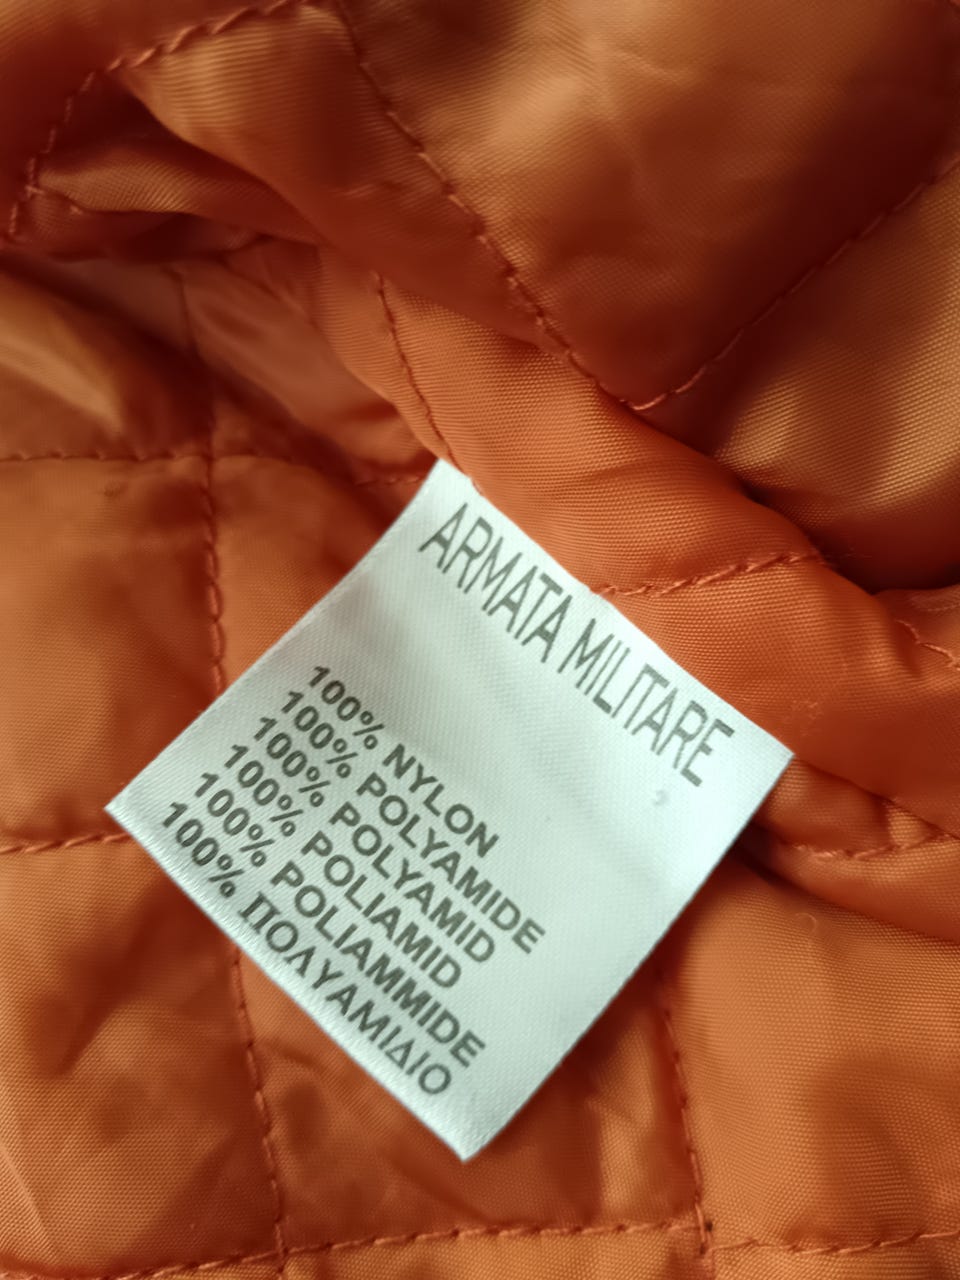 ARMATA MILITARE
100% NYLON
100% POLYAMIDE
100% POLYAMID
100% POLIAMID
100% POLIAMMIDE
100% ΠΟΛΥΑΜΙΔΙΟ